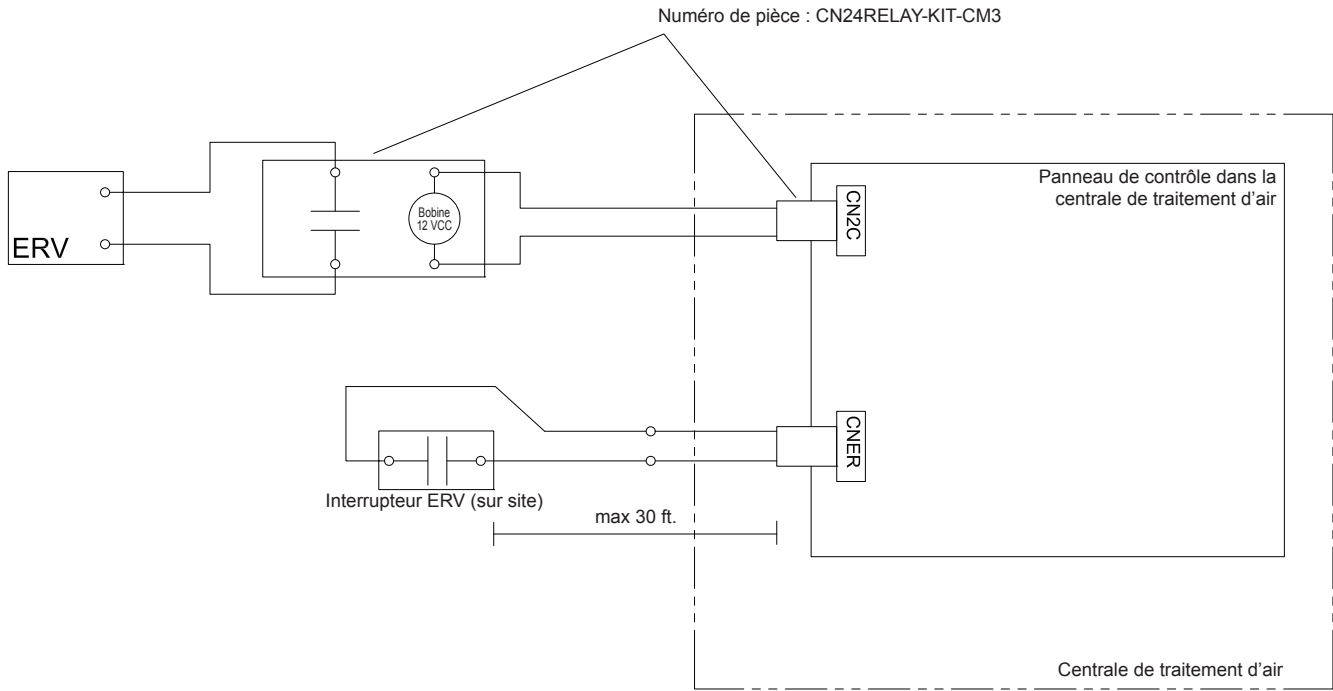 Numéro de pièce : CN24RELAY-KIT-CM3
Panneau de contrôle dans la
centrale de traitement d'air
CN2C
Bobine
12 VCC
ERV
CNER
Interrupteur ERV (sur site)
max 30 ft.
Centrale de traitement d'air